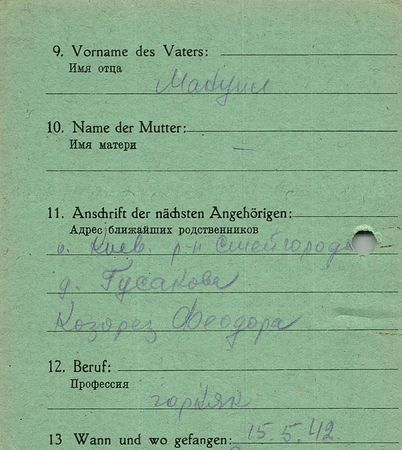 9. Vorname des Vaters:
Имя отца
10. Name der Mutter:
Имя матери
—
11. Anschrift der nächsten Angehörigen:
Адрес ближайших родственников
о. Киев. р-н
д. Гусакова
Козорез Феодора
12. Beruf:
Профессия
горняк
13 Wann und wo gefangen: 15.5.42.